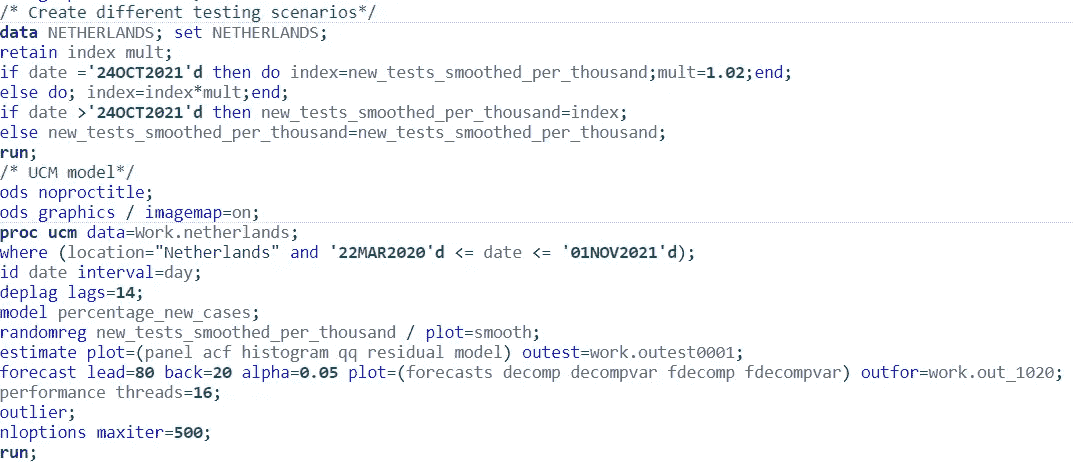 /* Create different testing scenarios*/
data NETHERLANDS; set NETHERLANDS;
retain index mult;
if date ='24OCT2021'd then do index=new_tests_smoothed_per_thousand;mult=1.02;end;
else do; index=index*mult;end;
if date >'24OCT2021'd then new_tests_smoothed_per_thousand=index;
else new_tests_smoothed_per_thousand=new_tests_smoothed_per_thousand;
run;
/* UCM model*/
ods noproctitle;
ods graphics / imagemap=on;
proc ucm data=Work.netherlands;
where (location="Netherlands" and '22MAR2020'd <= date <= '01NOV2021'd);
id date interval=day;
deplag lags=14;
model percentage_new_cases;
randomreg new_tests_smoothed_per_thousand / plot=smooth;
estimate plot=(panel acf histogram qq residual model) outest=work.outest0001;
forecast lead=80 back=20 alpha=0.05 plot=(forecasts decomp decompvar fdecomp fdecompvar) outfor=work.out_1020;
performance threads=16;
outlier;
nloptions maxiter=500;
run;